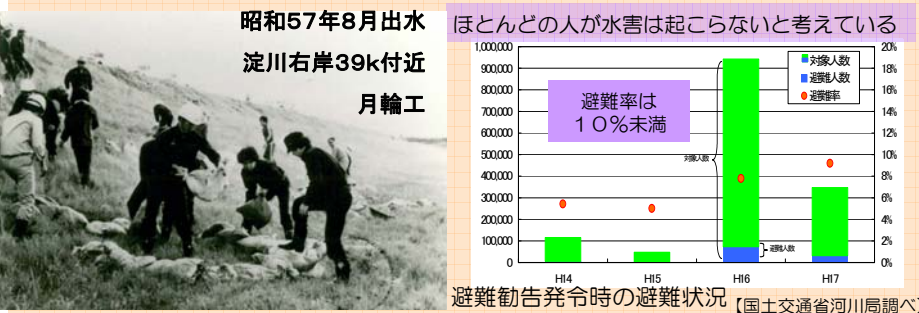 昭和57年8月出水
淀川右岸39k付近
月輪工
ほとんどの人が水害は起こらないと考えている
1,000,000
900,000
800,000
700,000
600,000
500,000
400,000
300,000
200,000
100,000
0
20%
18%
16%
14%
12%
10%
8%
6%
4%
2%
0%
対象人数
避難人数
避難率
避難率は
10%未満
対象人数
避難人数
H14 H15 H16 H17
避難勧告発令時の避難状況
【国土交通省河川局調べ】